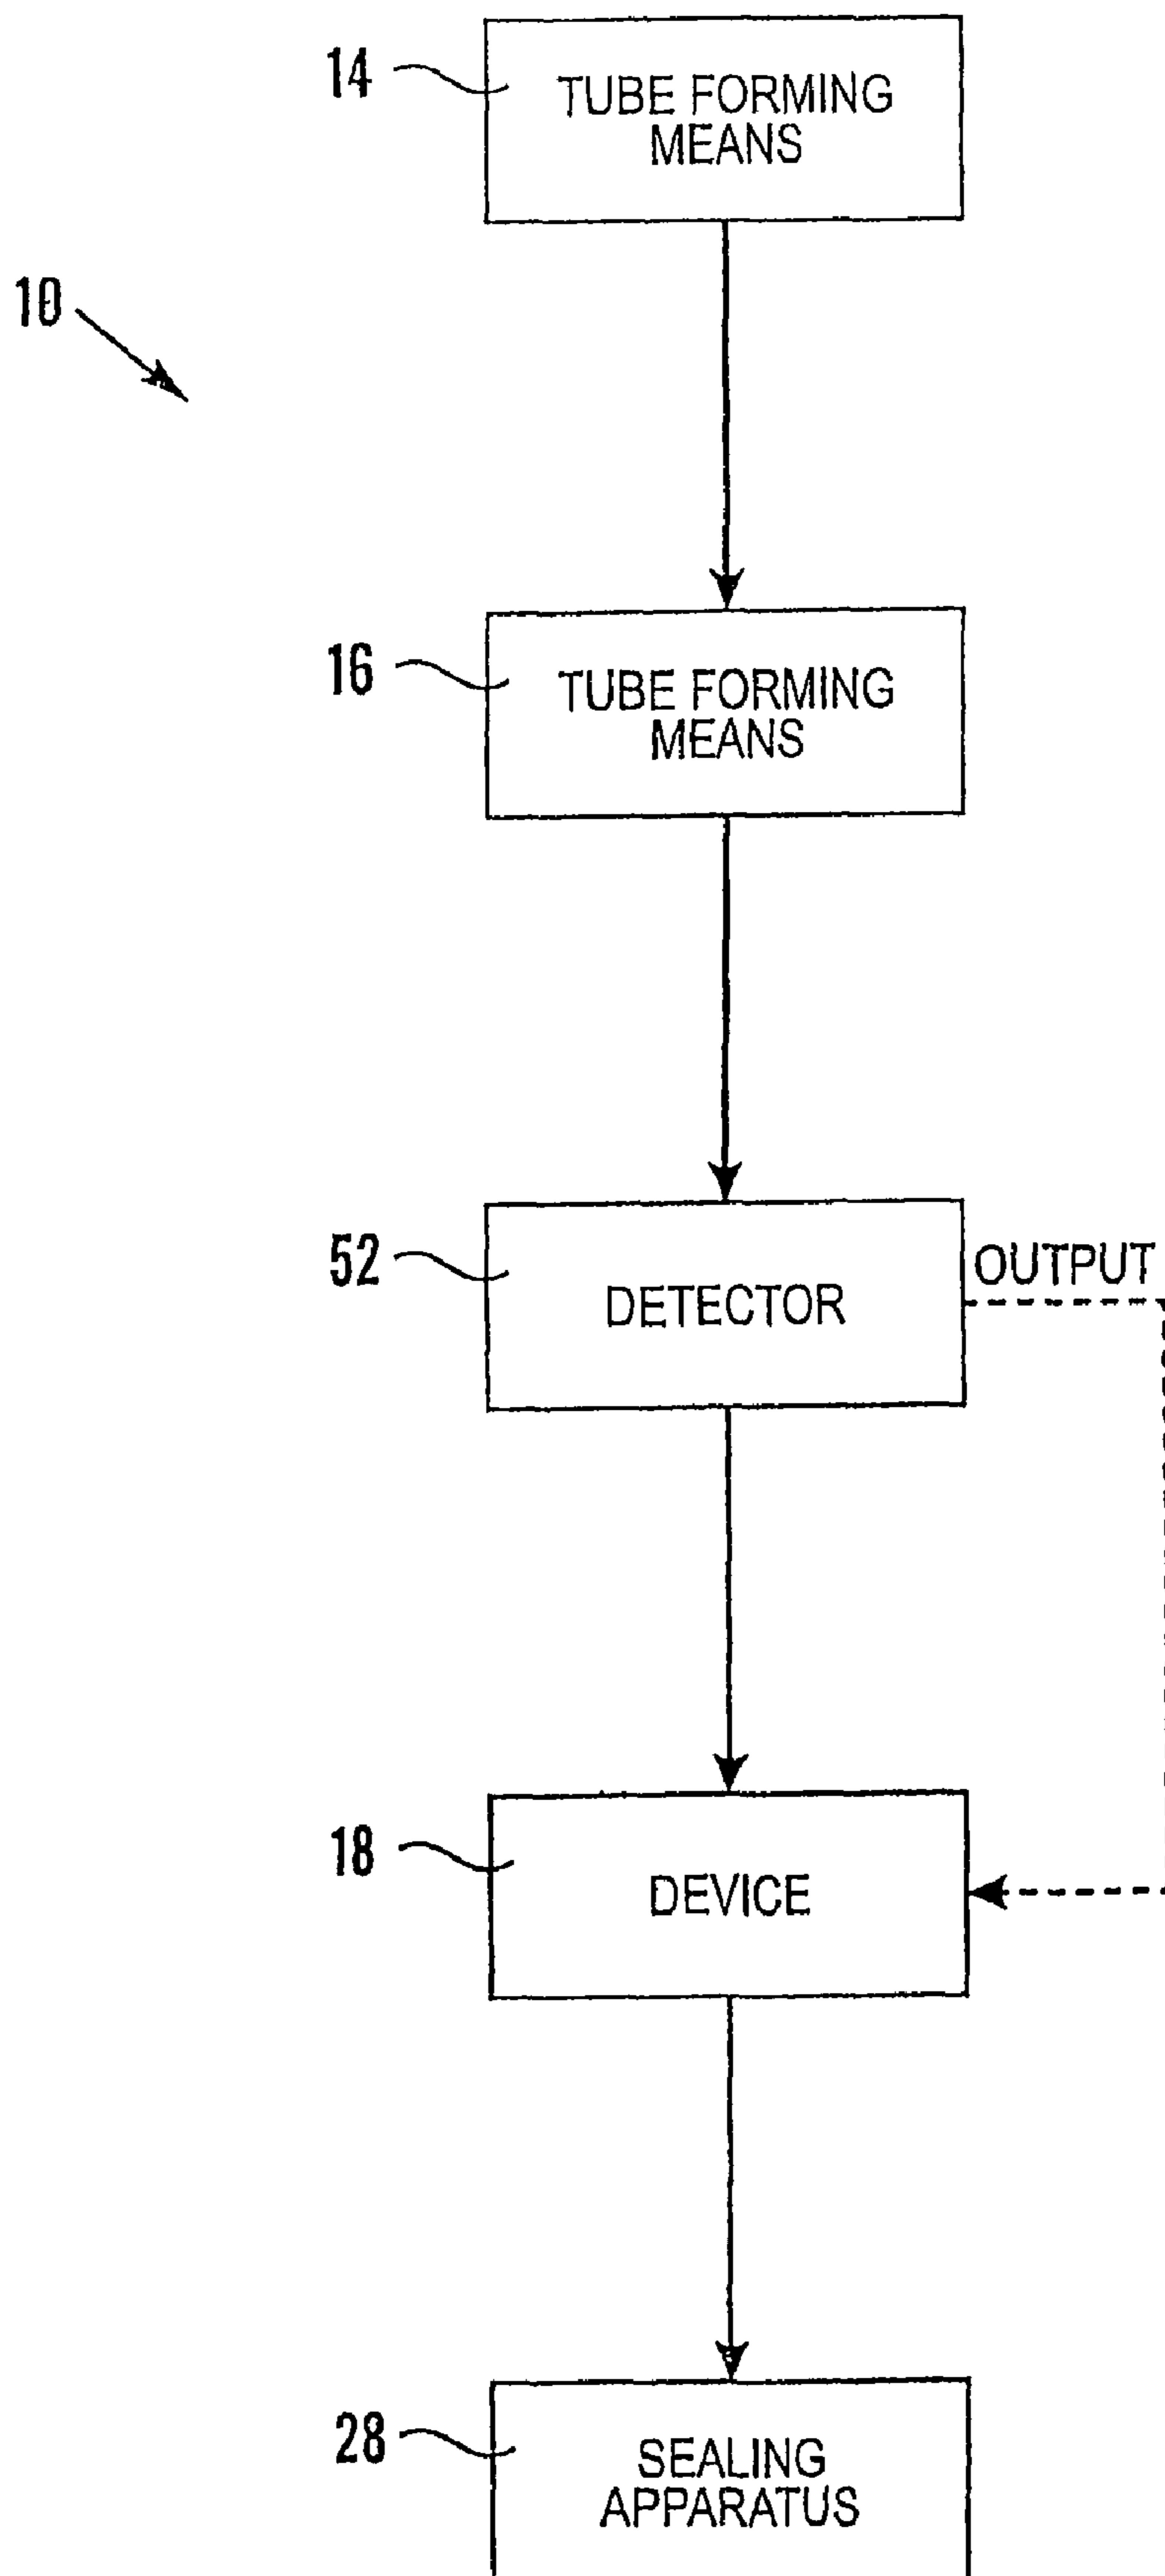 14
TUBE FORMING
MEANS
10
16
TUBE FORMING
MEANS
52
DETECTOR
OUTPUT
18
DEVICE
28
SEALING
APPARATUS